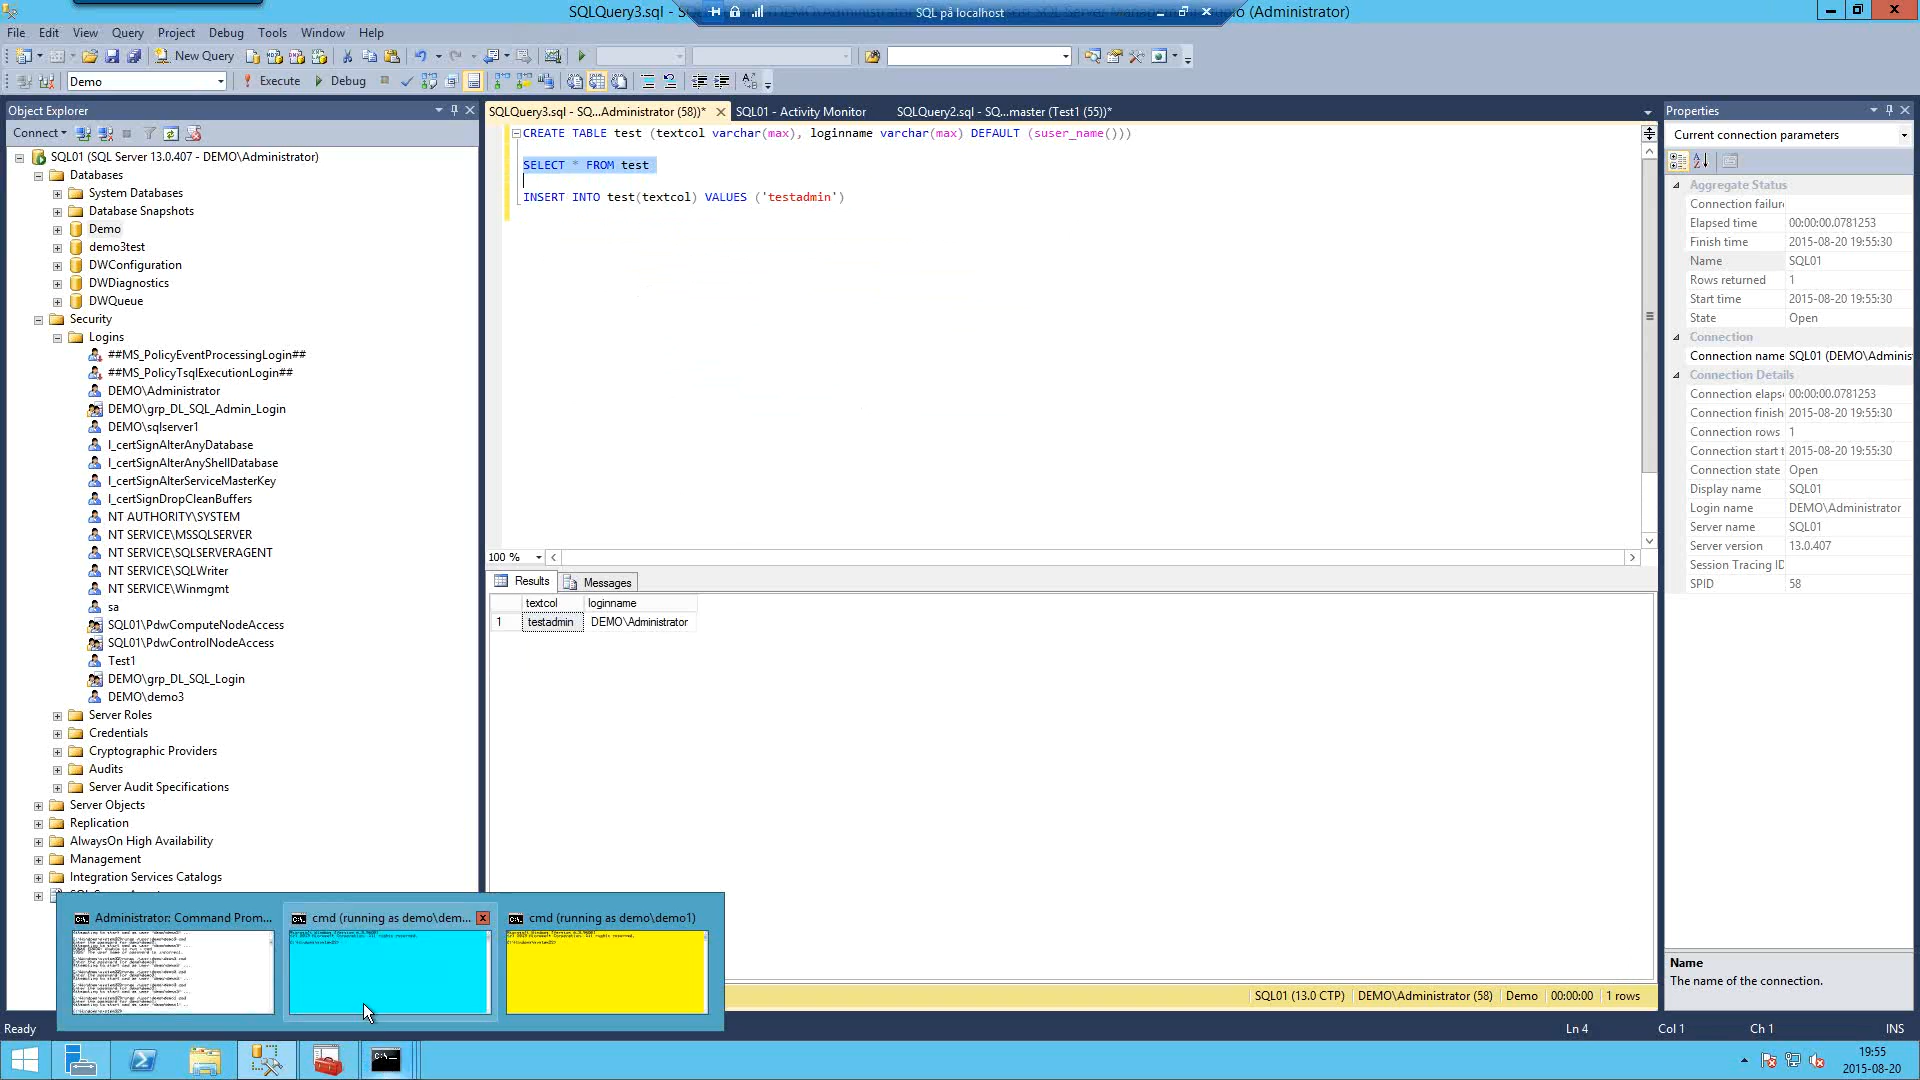 SQLQuery3.sql - S
SQL på localhost
o (Administrator)
File Edit View Query Project Debug Tools Window Help
New Query
Demo Execute Debug
Object Explorer
Connect
SQL01 (SQL Server 13.0.407 - DEMO\Administrator)
Databases
System Databases
Database Snapshots
Demo
demo3test
DWConfiguration
DWDiagnostics
DWQueue
Security
Logins
##MS_PolicyEventProcessingLogin##
##MS_PolicyTsqlExecutionLogin##
DEMO\Administrator
DEMO\grp_DL_SQL_Admin_Login
DEMO\sqlserver1
l_certSignAlterAnyDatabase
l_certSignAlterAnyShellDatabase
l_certSignAlterServiceMasterKey
l_certSignDropCleanBuffers
NT AUTHORITY\SYSTEM
NT SERVICE\MSSQLSERVER
NT SERVICE\SQLSERVERAGENT
NT SERVICE\SQLWriter
NT SERVICE\Winmgmt
sa
SQL01\PdwComputeNodeAccess
SQL01\PdwControlNodeAccess
Test1
DEMO\grp_DL_SQL_Login
DEMO\demo3
Server Roles
Credentials
Cryptographic Providers
Audits
Server Audit Specifications
Server Objects
Replication
AlwaysOn High Availability
Management
Integration Services Catalogs
SQLQuery3.sql - SQ...Administrator (58))* SQL01 - Activity Monitor SQLQuery2.sql - SQ...master (Test1 (55))*
CREATE TABLE test (textcol varchar(max), loginname varchar(max) DEFAULT (suser_name()))
SELECT * FROM test
INSERT INTO test(textcol) VALUES ('testadmin')
100 %
Results Messages
textcol loginname
1 testadmin DEMO\Administrator
SQL01 (13.0 CTP) DEMO\Administrator (58) Demo 00:00:00 1 rows
Properties
Current connection parameters
Aggregate Status
Connection failure
Elapsed time 00:00:00.0781253
Finish time 2015-08-20 19:55:30
Name SQL01
Rows returned 1
Start time 2015-08-20 19:55:30
State Open
Connection
Connection name SQL01 (DEMO\Adminis
Connection Details
Connection elaps 00:00:00.0781253
Connection finish 2015-08-20 19:55:30
Connection rows 1
Connection start t 2015-08-20 19:55:30
Connection state Open
Display name SQL01
Login name DEMO\Administrator
Server name SQL01
Server version 13.0.407
Session Tracing ID
SPID 58
Name
The name of the connection.
Administrator: Command Prom... cmd (running as demo\dem... cmd (running as demo\demo1)
Ready Ln 4 Col 1 Ch 1 INS
19:55
2015-08-20